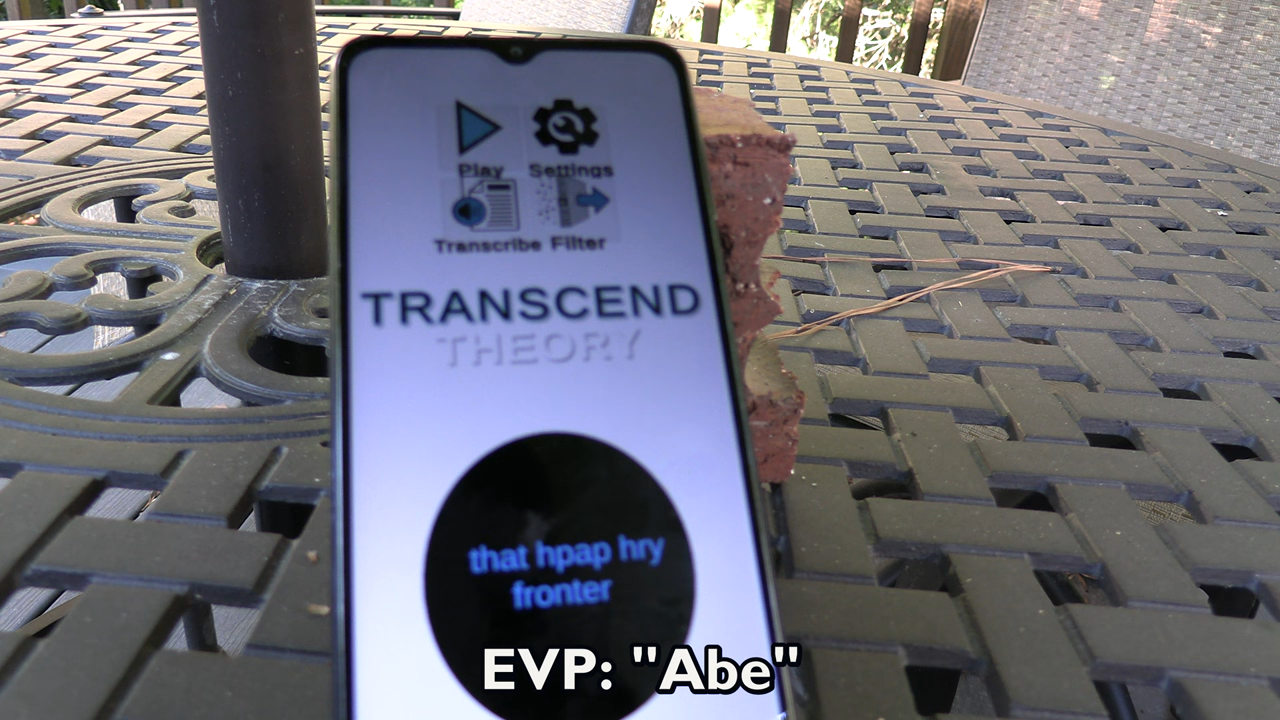 Play Settings
Transcribe Filter
TRANSCEND
THEORY
that hpap hry
fronter
EVP: "Abe"